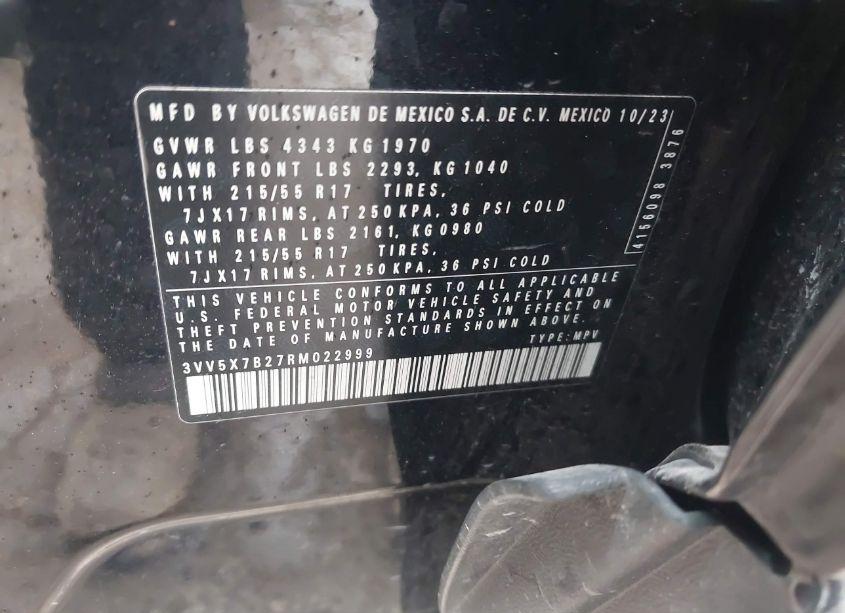 MFD BY VOLKSWAGEN DE MEXICO S.A. DE C.V. MEXICO 10/23
GVWR LBS 4343 KG 1970
GAWR FRONT LBS 2293, KG 1040
WITH 215/55 R17 TIRES,
7JX17 RIMS, AT 250 KPA, 36 PSI COLD
GAWR REAR LBS 2161, KG 0980
WITH 215/55 R17 TIRES,
7JX17 RIMS, AT 250 KPA, 36 PSI COLD
4156098 3876
THIS VEHICLE CONFORMS TO ALL APPLICABLE
U.S. FEDERAL MOTOR VEHICLE SAFETY AND
THEFT PREVENTION STANDARDS IN EFFECT ON
THE DATE OF MANUFACTURE SHOWN ABOVE.
TYPE: MPV
3VV5X7B27RM022999